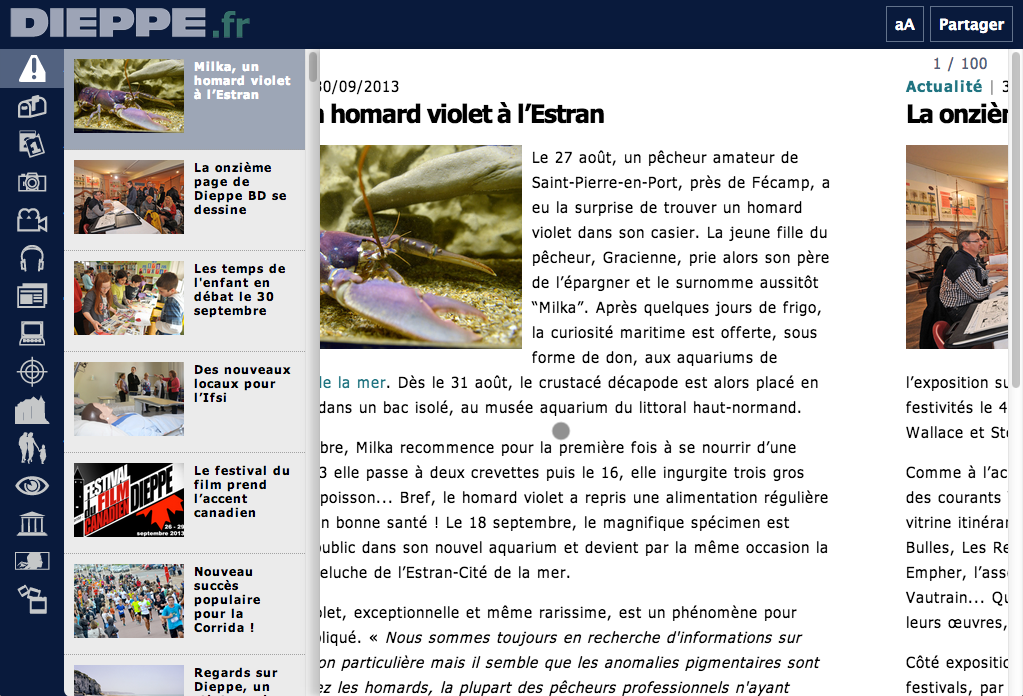 DIEPPE.fr
aA
Partager
Milka, un
homard violet
à l’Estran
La onzième
page de
Dieppe BD se
dessine
Les temps de
l'enfant en
débat le 30
septembre
Des nouveaux
locaux pour
l’Ifsi
FESTIVAL
du FILM
CANADIEN
DIEPPE
26 - 29
septembre 2013
Le festival du
film prend
l’accent
canadien
Nouveau
succès
populaire
pour la
Corrida !
Regards sur
Dieppe, un
30/09/2013
homard violet à l’Estran
Le 27 août, un pêcheur amateur de
Saint-Pierre-en-Port, près de Fécamp, a
eu la surprise de trouver un homard
violet dans son casier. La jeune fille du
pêcheur, Gracienne, prie alors son père
de l’épargner et le surnomme aussitôt
“Milka”. Après quelques jours de frigo,
la curiosité maritime est offerte, sous
forme de don, aux aquariums de
de la mer. Dès le 31 août, le crustacé décapode est alors placé en
dans un bac isolé, au musée aquarium du littoral haut-normand.
bre, Milka recommence pour la première fois à se nourrir d’une
3 elle passe à deux crevettes puis le 16, elle ingurgite trois gros
poisson... Bref, le homard violet a repris une alimentation régulière
n bonne santé ! Le 18 septembre, le magnifique spécimen est
public dans son nouvel aquarium et devient par la même occasion la
peluche de l’Estran-Cité de la mer.
olet, exceptionnelle et même rarissime, est un phénomène pour
pliqué. « Nous sommes toujours en recherche d'informations sur
on particulière mais il semble que les anomalies pigmentaires sont
ez les homards, la plupart des pêcheurs professionnels n'ayant
1 / 100
Actualité | 3
La onzièm
l’exposition su
festivités le 4
Wallace et Sto
Comme à l’ac
des courants
vitrine itinéran
Bulles, Les Re
Empher, l’asso
Vautrain... Qu
leurs œuvres,
Côté expositio
festivals, par